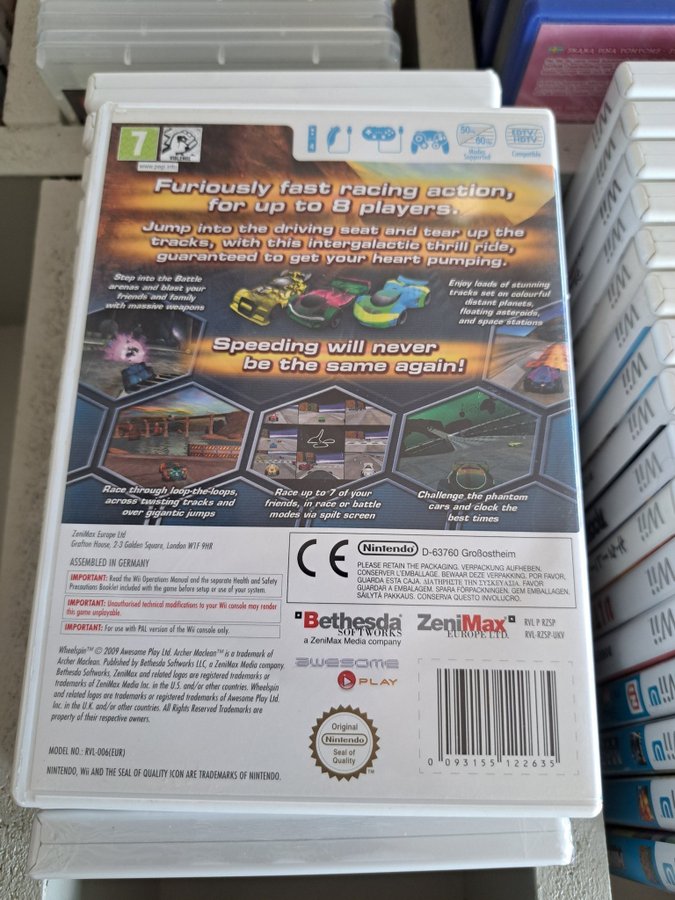 7
VIOLENCE
www.pegi.info
50Hz
60Hz
Modes
Supported
EDTV/
HDTV
Compatible
Furiously fast racing action,
for up to 8 players.
Jump into the driving seat and tear up the
tracks, with this intergalactic thrill ride,
guaranteed to get your heart pumping.
Step into the Battle
arenas and blast your
friends and family
with massive weapons
Enjoy loads of stunning
tracks set on colourful
distant planets,
floating asteroids,
and space stations
Speeding will never
be the same again!
Race through loop-the-loops,
across twisting tracks and
over gigantic jumps
Race up to 7 of your
friends, in race or battle
modes via spilt screen
Challenge the phantom
cars and clock the
best times
ZeniMax Europe Ltd
Grafton House, 2-3 Golden Square, London W1F 9HR
ASSEMBLED IN GERMANY
IMPORTANT: Read the Wii Operations Manual and the separate Health and Safety
Precautions Booklet included with the game before setup or use of your system.
IMPORTANT: Unauthorised technical modifications to your Wii console may render
this game unplayable.
IMPORTANT: For use with PAL version of the Wii console only.
CE
Nintendo D-63760 Großostheim
PLEASE RETAIN THE PACKAGING. VERPACKUNG AUFHEBEN.
CONSERVER L'EMBALLAGE. BEWAAR DEZE VERPAKKING. POR FAVOR,
GUARDA ESTA CAJA. ΔΙΑΤΗΡΗΣΤΕ ΤΗΝ ΣΥΣΚΕΥΑΣΙΑ. FAVOR
GUARDAR A EMBALAGEM. SPARA FÖRPACKNINGEN. GEM EMBALLAGEN.
SÄILYTÄ PAKKAUS. CONSERVA QUESTO INVOLUCRO.
Bethesda
SOFTWORKS
a ZeniMax Media company
ZeniMax
EUROPE LTD.
RVL P RZSP
RVL-RZSP-UKV
Wheelspin™ © 2009 Awesome Play Ltd. Archer Maclean™ is a trademark of
Archer Maclean. Published by Bethesda Softworks LLC, a ZeniMax Media company.
Bethesda Softworks, ZeniMax and related logos are registered trademarks or
trademarks of ZeniMax Media Inc. in the U.S. and/or other countries. Wheelspin
and related logos are trademarks or registered trademarks of Awesome Play Ltd,
Inc. in the U.K. and/or other countries. All Rights Reserved Trademarks are
property of their respective owners.
awesome
PLAY
Original
Nintendo
Seal of
Quality
TM
0 093155 122635
MODEL NO.: RVL-006(EUR)
NINTENDO, Wii AND THE SEAL OF QUALITY ICON ARE TRADEMARKS OF NINTENDO.
Wii
Wii
Wii
Wii
Wii
Wii
Wii
Wii
Wii
Wii
Wii